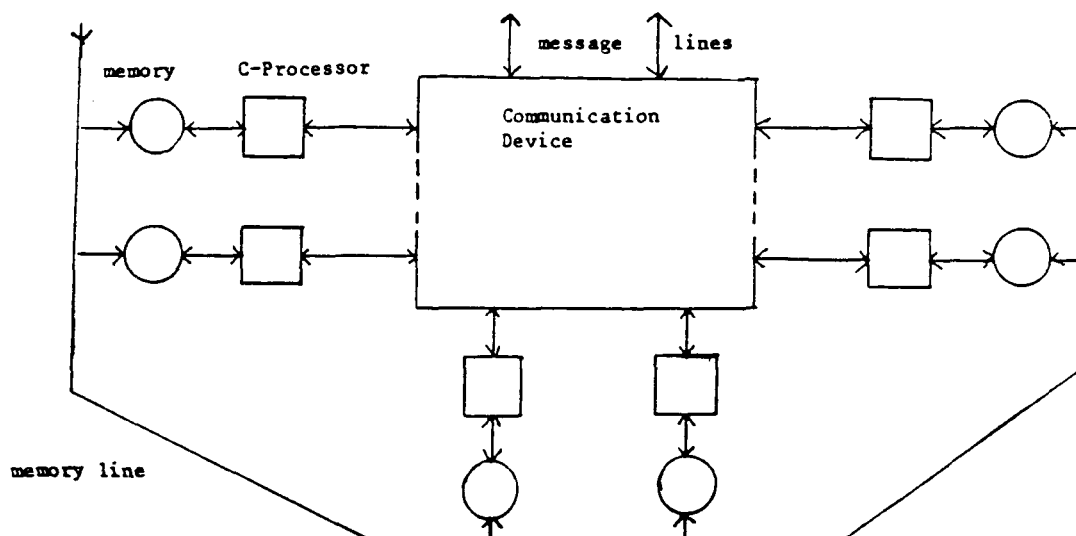 message lines
memory C-Processor
Communication
Device
memory line